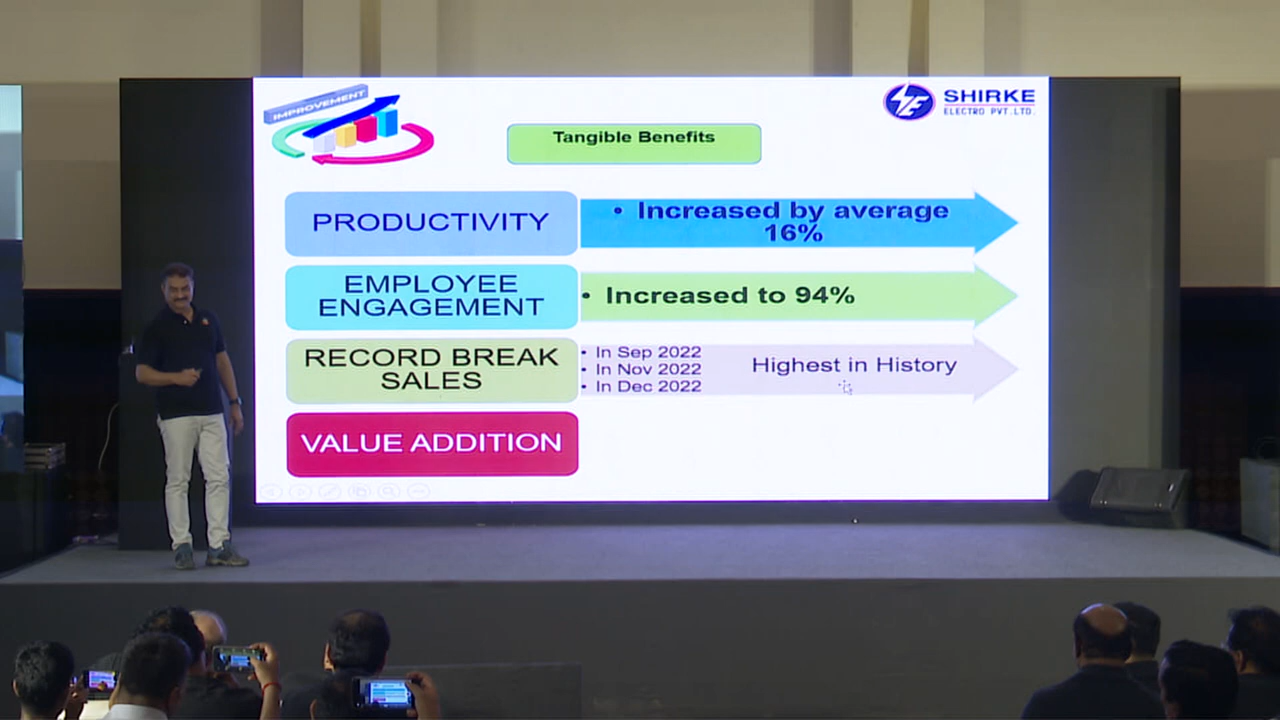 IMPROVEMENT
SHIRKE
ELECTRO PVT.LTD.
Tangible Benefits
PRODUCTIVITY
• Increased by average
16%
EMPLOYEE
ENGAGEMENT
• Increased to 94%
RECORD BREAK
SALES
• In Sep 2022
• In Nov 2022
• In Dec 2022
Highest in History
VALUE ADDITION